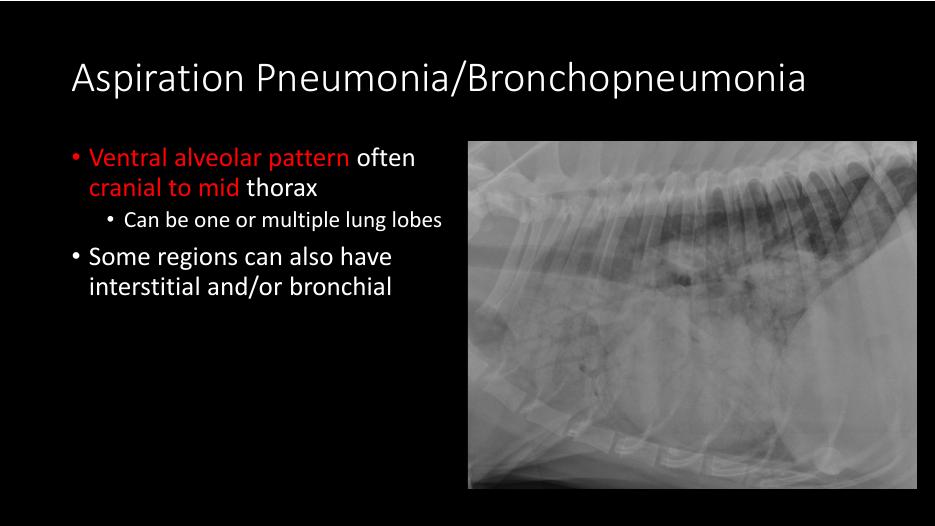 Aspiration Pneumonia/Bronchopneumonia
• Ventral alveolar pattern often
cranial to mid thorax
• Can be one or multiple lung lobes
• Some regions can also have
interstitial and/or bronchial